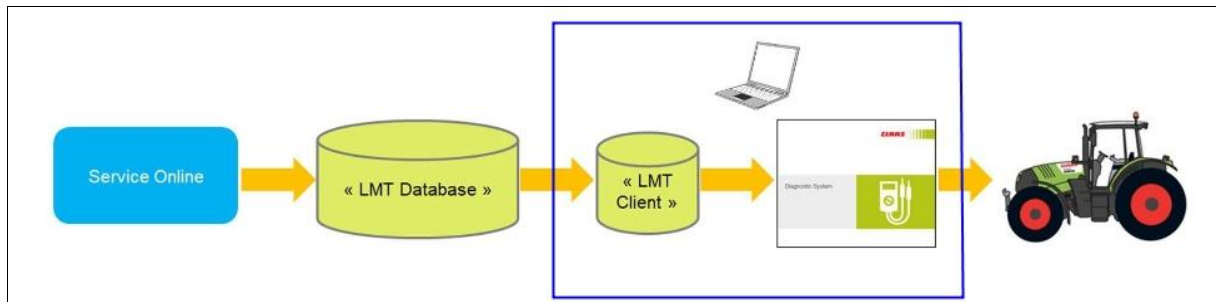 Service Online
« LMT Database »
« LMT
Client »
CLAAS
Diagnostic System